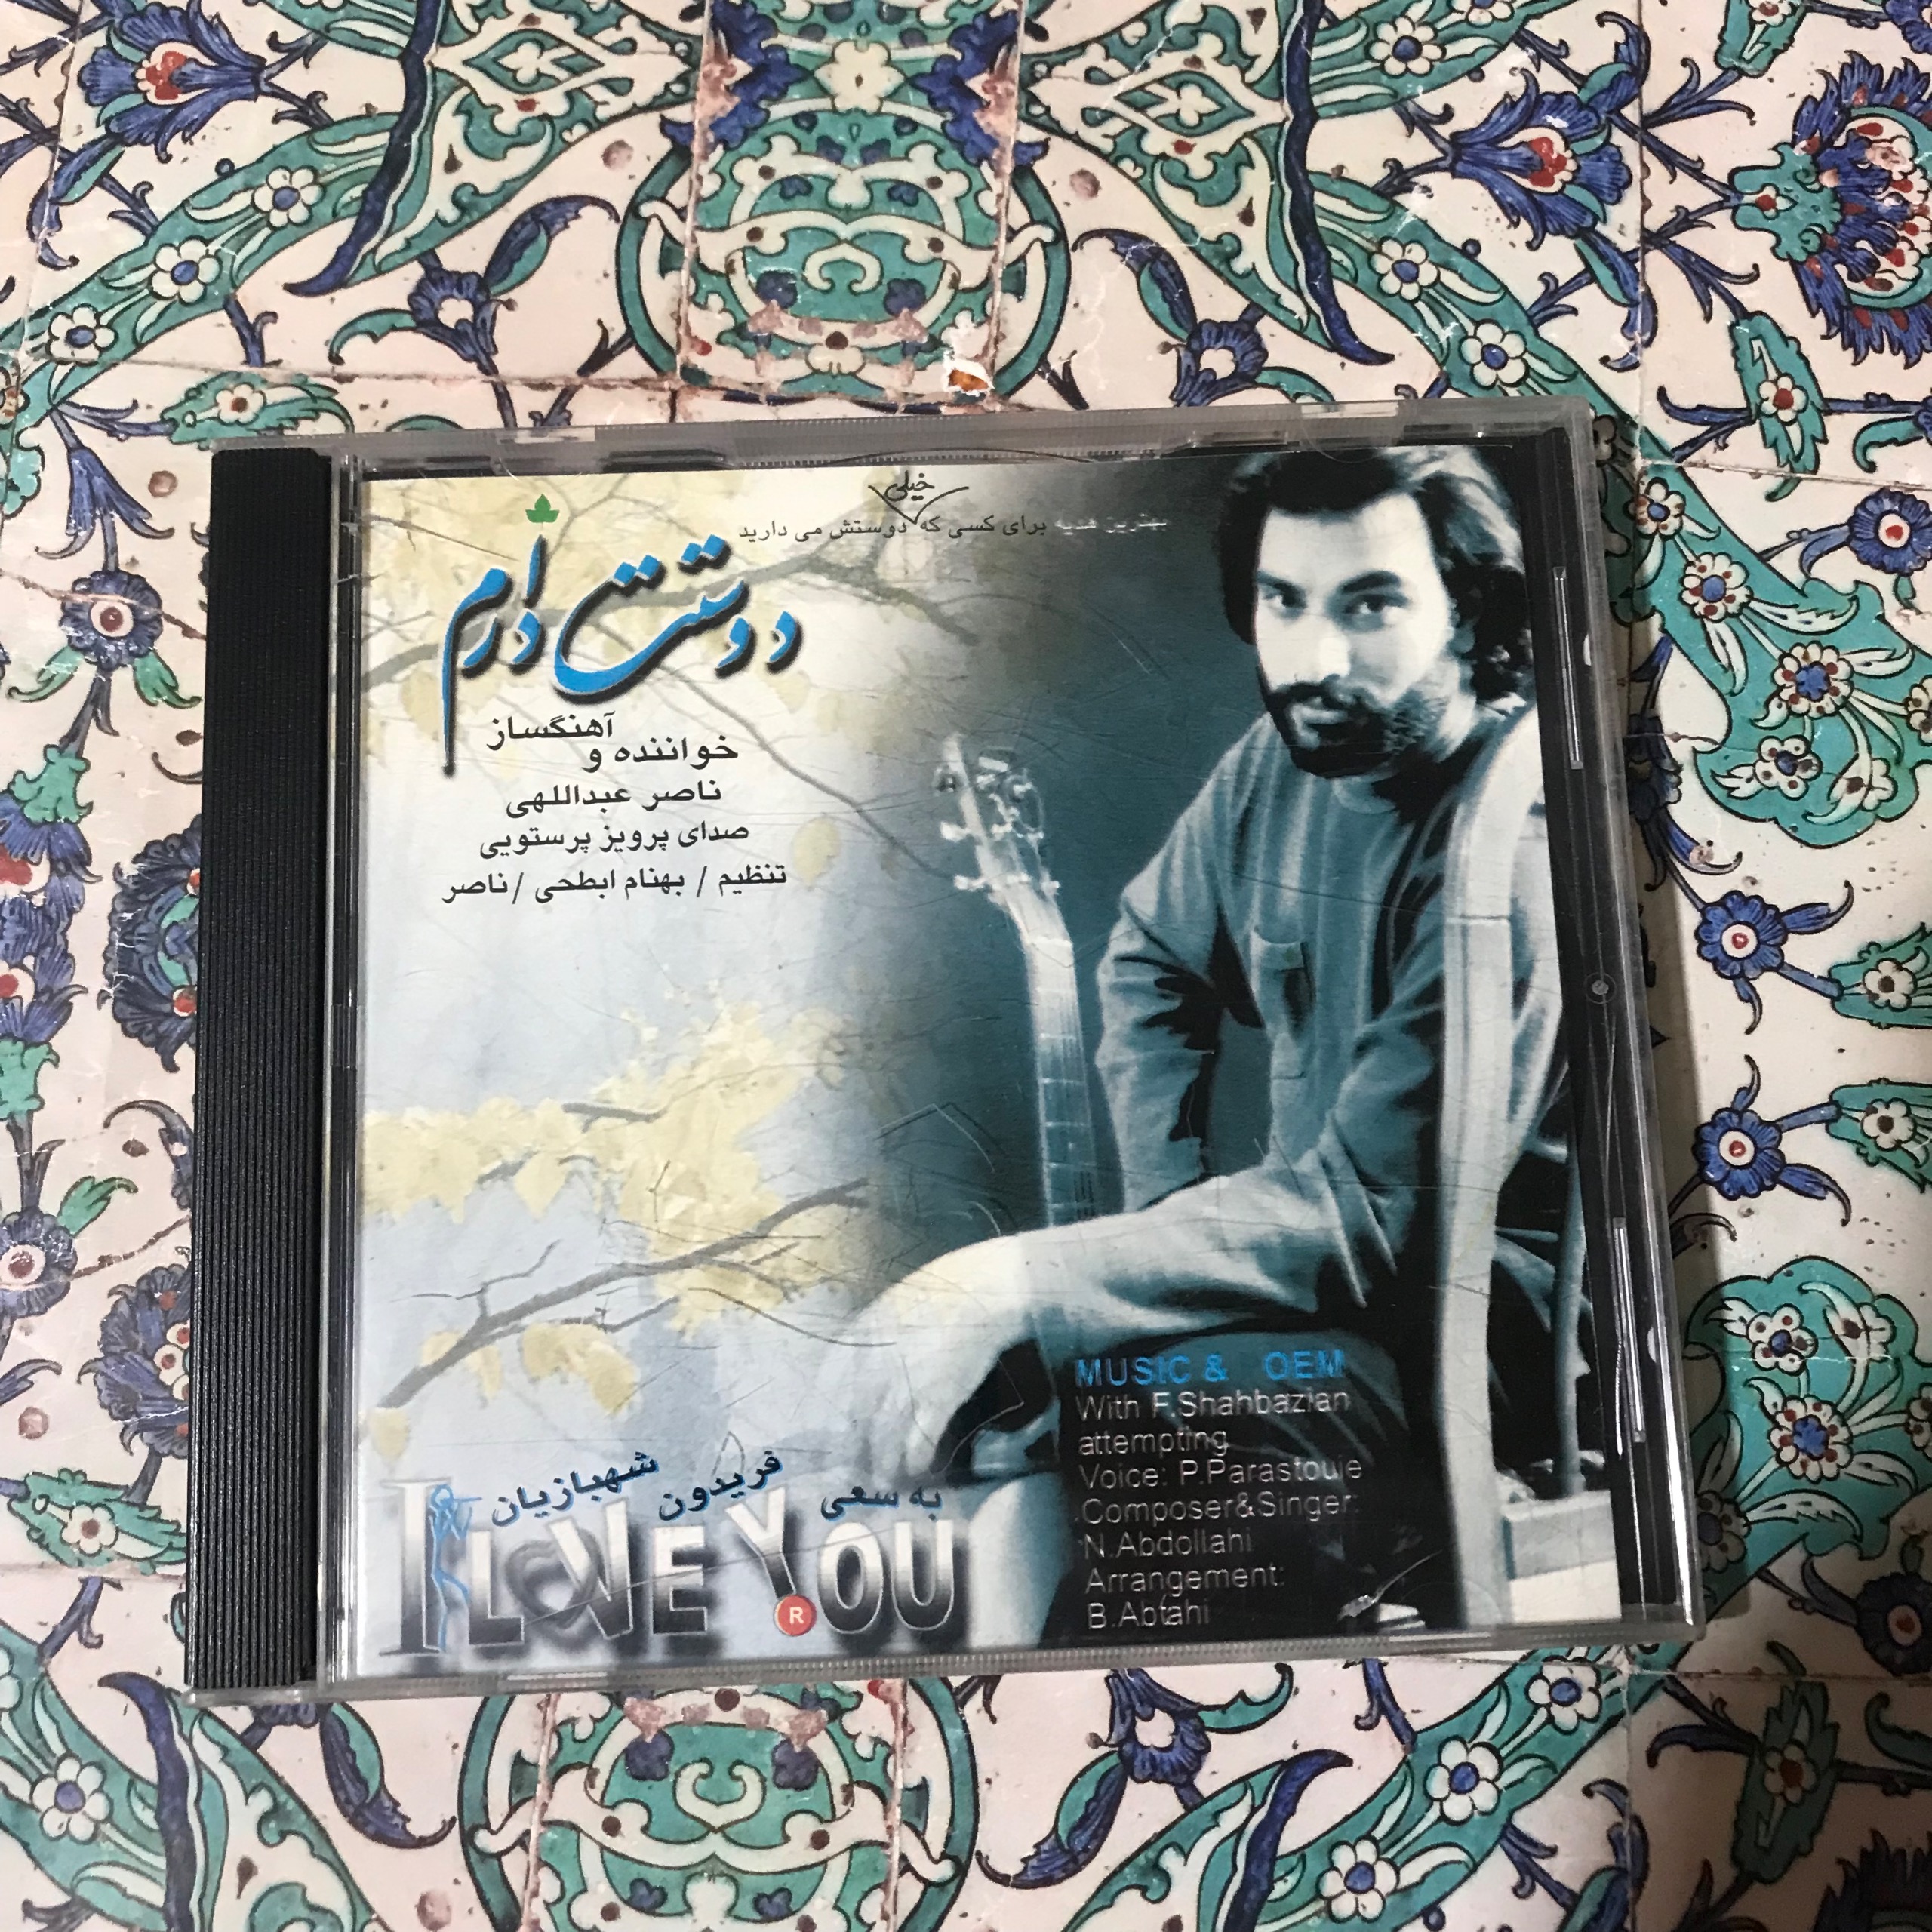 خیلی
بهترین هدیه برای کسی که دوستش می دارید
دوستت دارم
آهنگساز
خواننده و
ناصر عبداللهی
صدای پرویز پرستویی
تنظیم / بهنام ابطحی / ناصر
به سعی فریدون شهبازیان
I LOVE YOU
R
MUSIC & OEM
With F.Shahbazian
attempting
Voice: P.Parastouie
Composer&Singer:
N.Abdollahi
Arrangement:
B.Abtahi